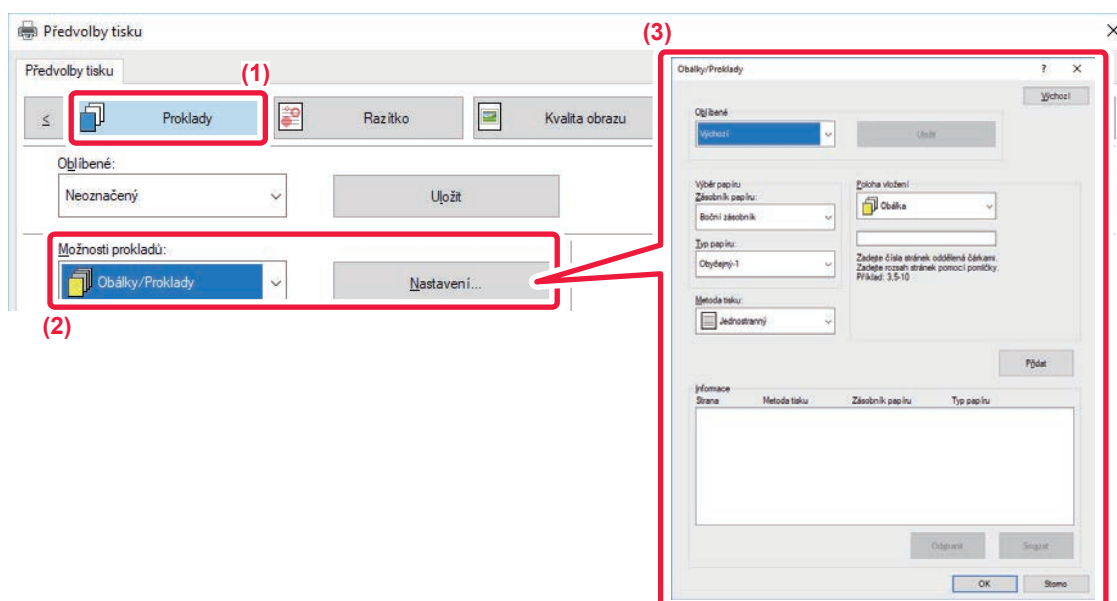 Předvolby tisku
(3)
Předvolby tisku
(1)
≤ Proklady Razítko Kvalita obrazu
Oblíbené:
Neoznačený Uložit
Možnosti prokladů:
Obálky/Proklady Nastavení...
(2)
Obálky/Proklady ? ×
Výchozí
Oblíbené
Výchozí Uložit
Výběr papíru
Zásobník papíru:
Boční zásobník
Typ papíru:
Obyčejný-1
Metoda tisku:
Jednostranný
Poloha vložení
Obálka
Zadejte čísla stránek oddělená čárkami.
Zadejte rozsah stránek pomocí pomlčky.
Příklad: 3,5-10
Přidat
Informace
Strana Metoda tisku Zásobník papíru Typ papíru
Odstranit Smazat
OK Storno